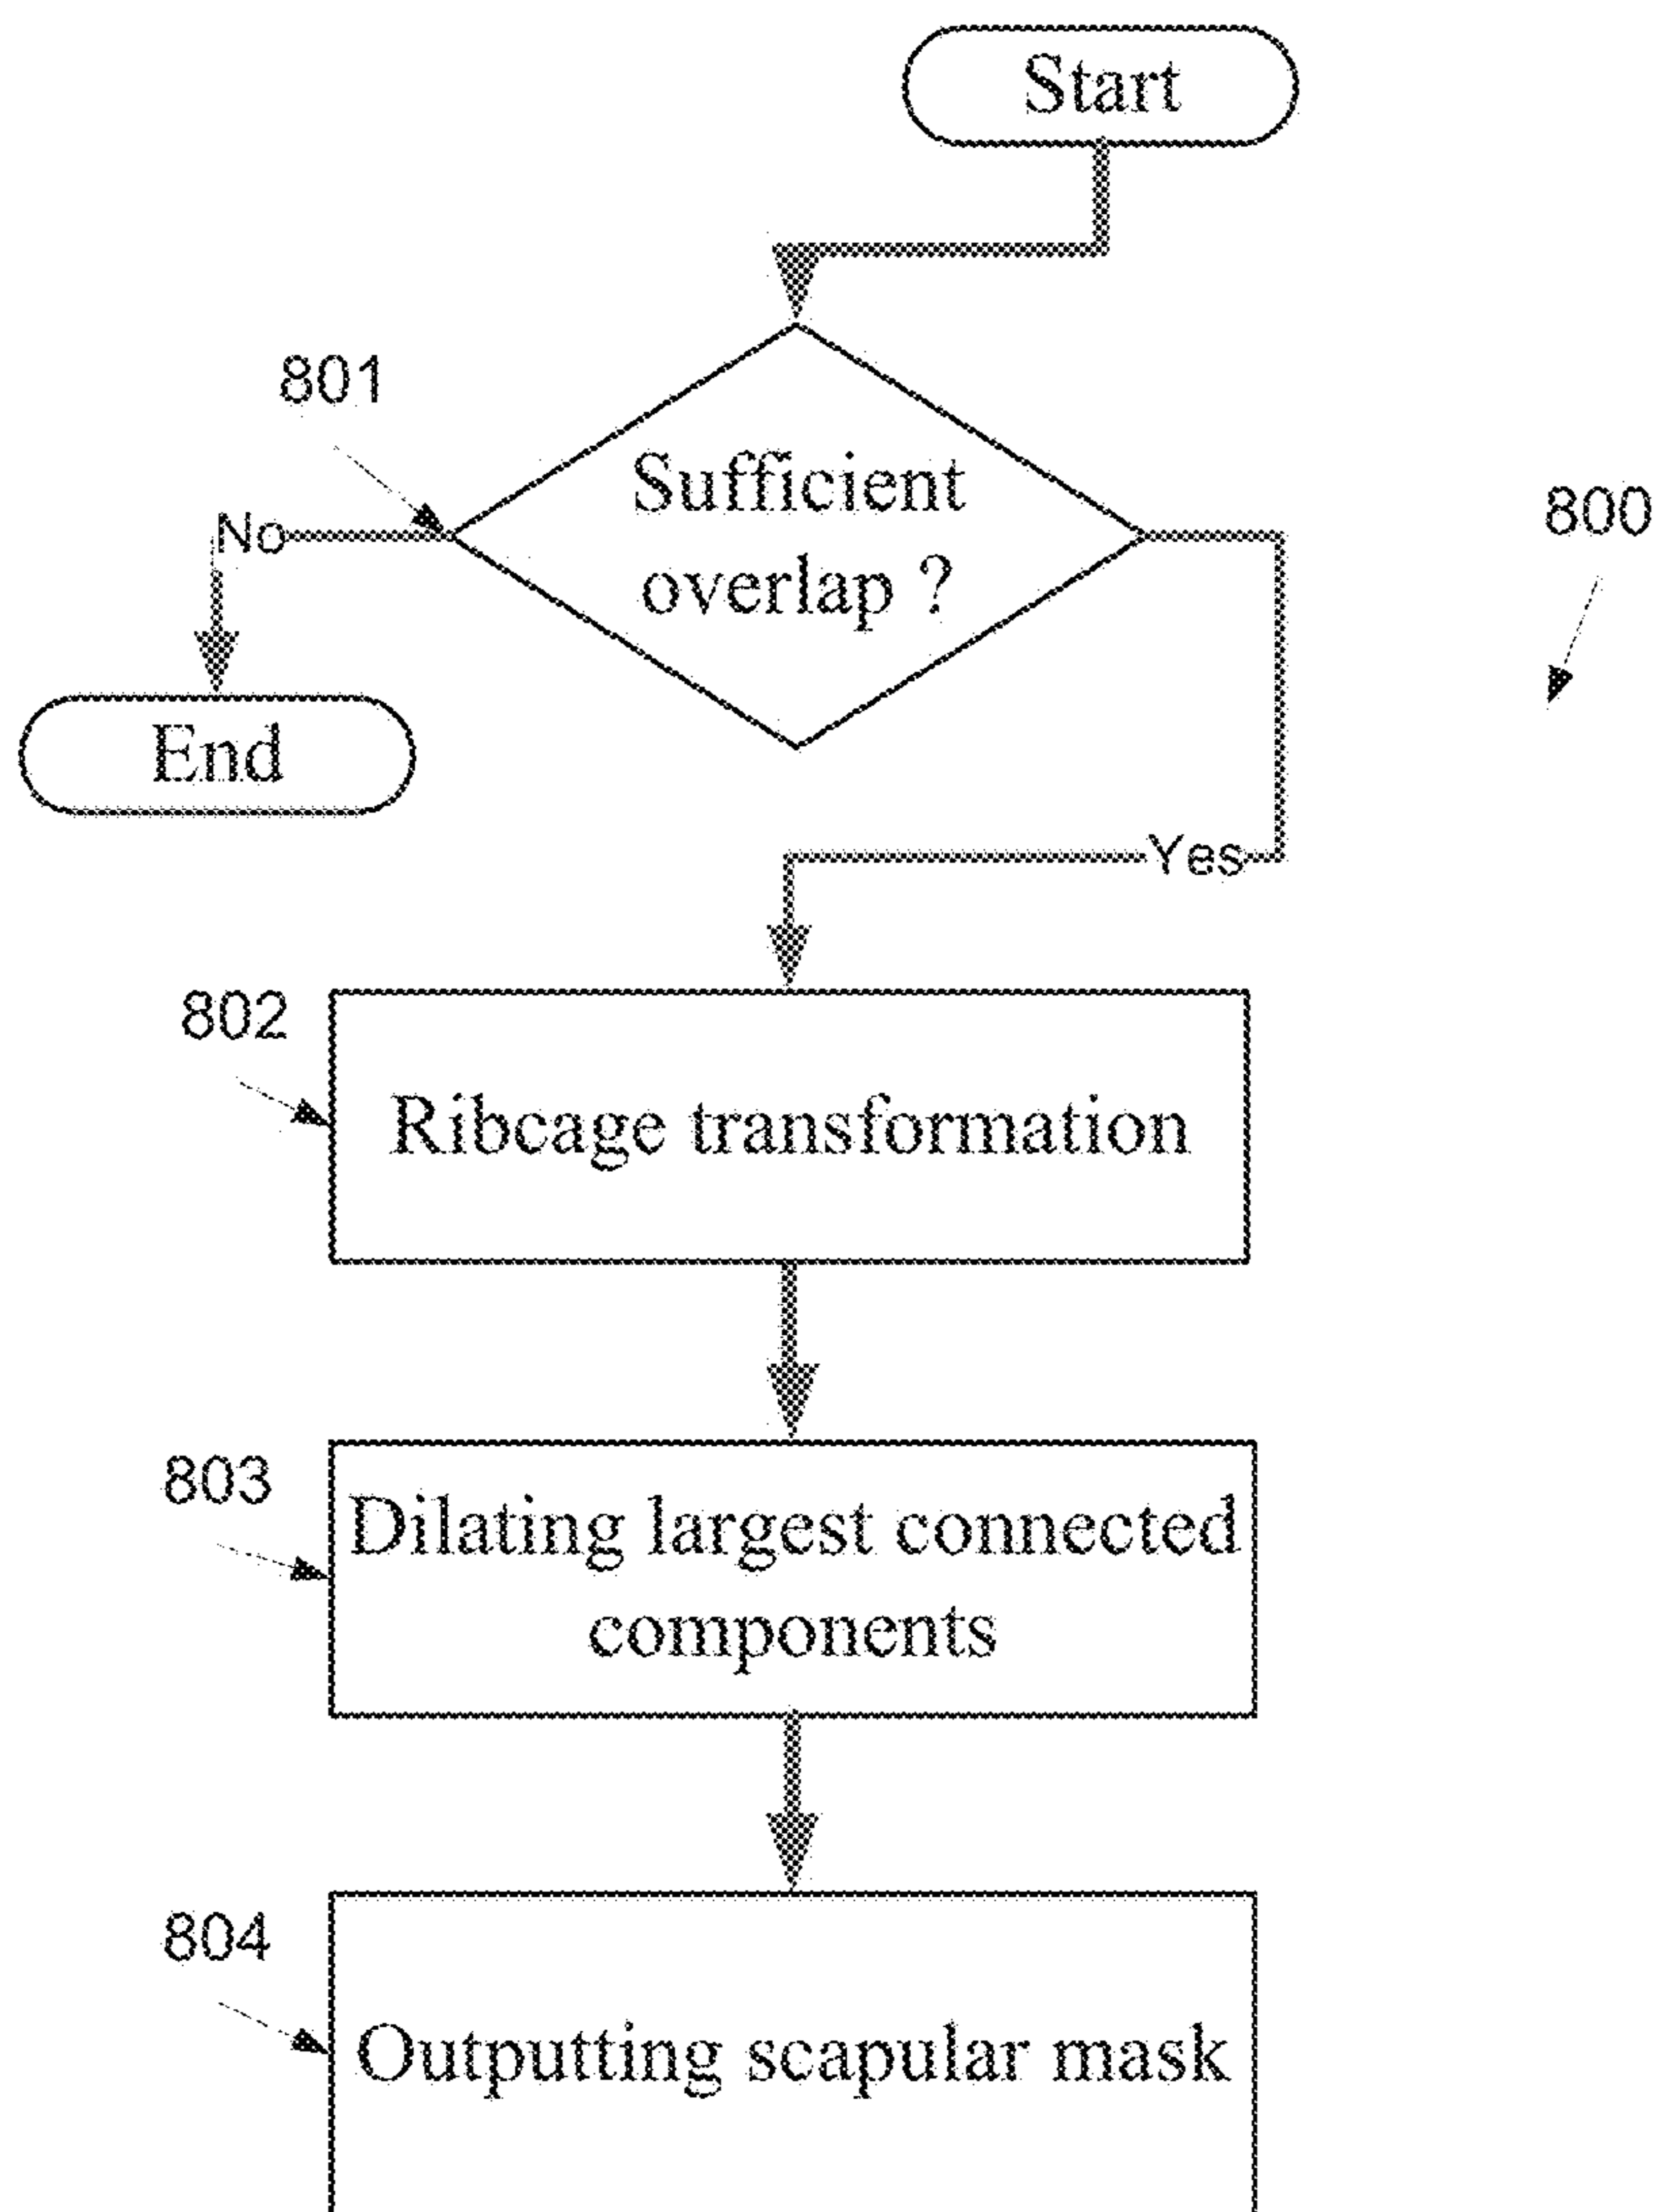 Start
801
Sufficient
overlap ?
800
No
End
Yes
802
Ribcage transformation
803
Dilating largest connected
components
804
Outputting scapular mask